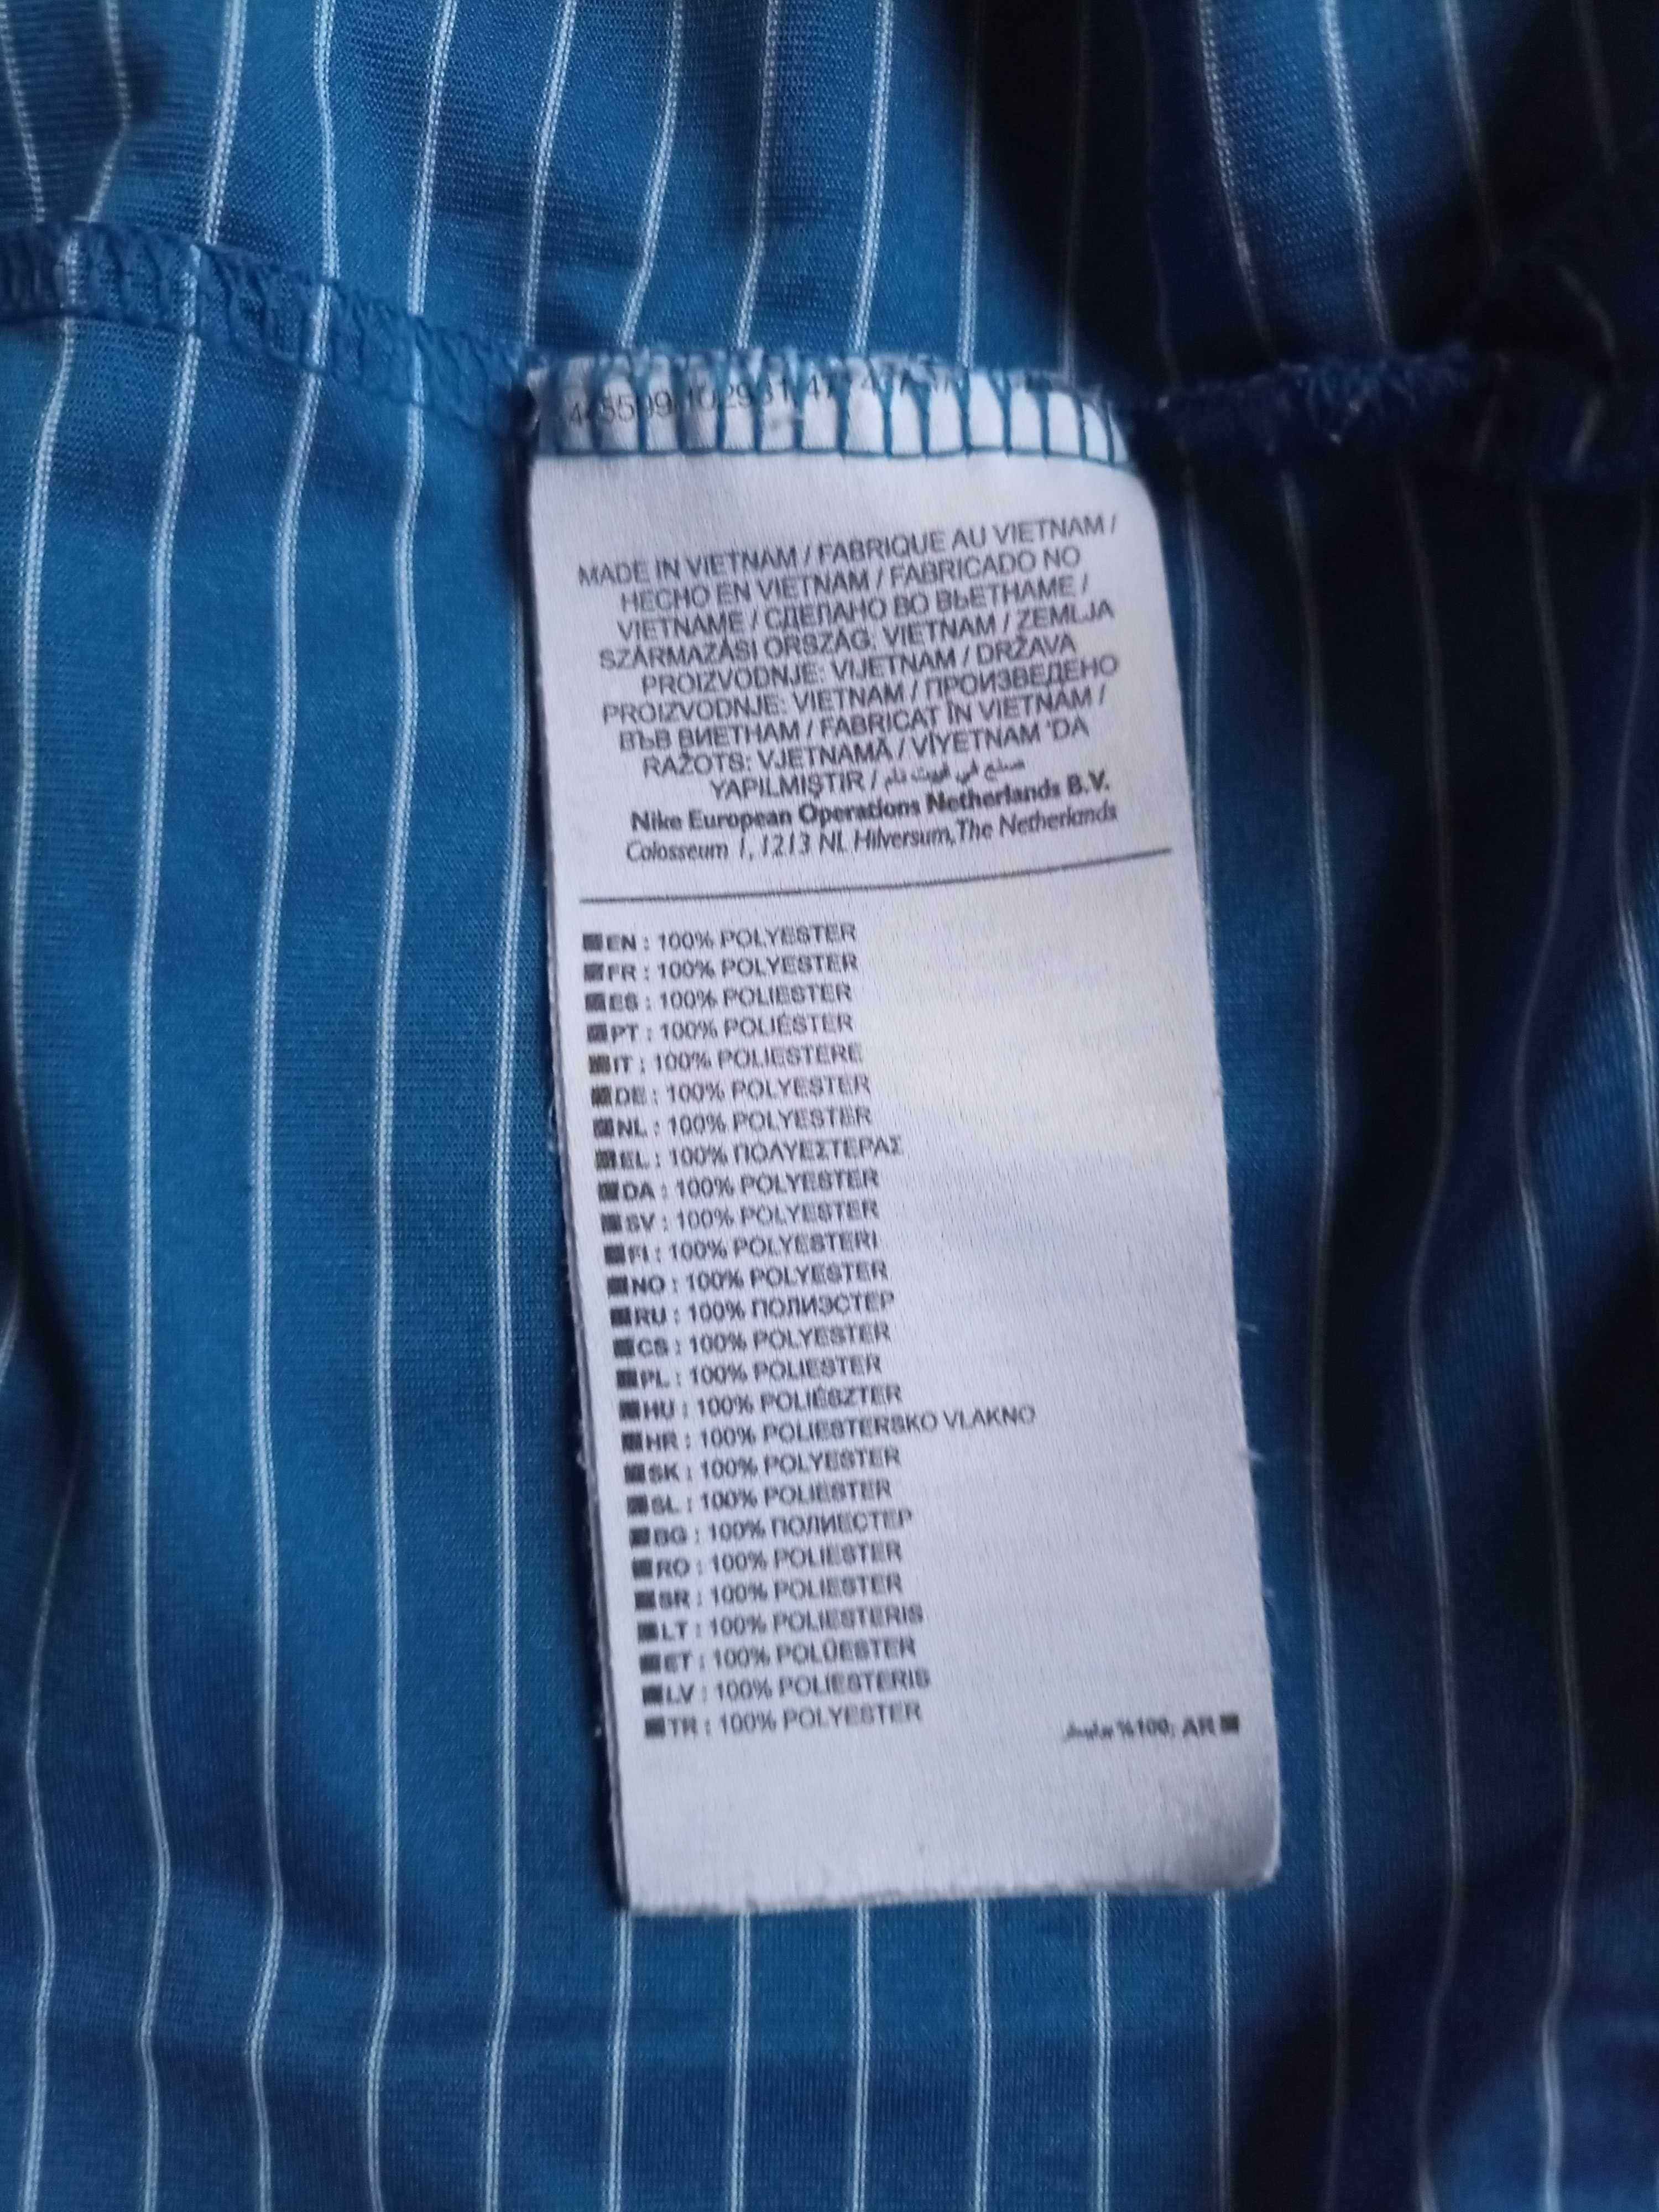 MADE IN VIETNAM / FABRIQUE AU VIETNAM /
HECHO EN VIETNAM / FABRICADO NO
VIETNAME / СДЕЛАНО ВО ВЬЕТНАМЕ /
SZÁRMAZÁSI ORSZÁG: VIETNAM / ZEMLJA
PROIZVODNJE: VIJETNAM / DRŽAVA
PROIZVODNJE: VIETNAM / ПРОИЗВЕДЕНО
ВЪВ ВИЕТНАМ / FABRICAT ÎN VIETNAM /
RAŽOTS: VJETNAMĀ / VİYETNAM 'DA
YAPILMIŞTIR / صنع في فييت نام
Nike European Operations Netherlands B.V.
Colosseum 1, 1213 NL Hilversum, The Netherlands
EN : 100% POLYESTER
FR : 100% POLYESTER
ES : 100% POLIESTER
PT : 100% POLIÉSTER
IT : 100% POLIESTERE
DE : 100% POLYESTER
NL : 100% POLYESTER
EL : 100% ΠΟΛΥΕΣΤΕΡΑΣ
DA : 100% POLYESTER
SV : 100% POLYESTER
FI : 100% POLYESTERI
NO : 100% POLYESTER
RU : 100% ПОЛИЭСТЕР
CS : 100% POLYESTER
PL : 100% POLIESTER
HU : 100% POLIÉSZTER
HR : 100% POLIESTERSKO VLAKNO
SK : 100% POLYESTER
SL : 100% POLIESTER
BG : 100% ПОЛИЕСТЕР
RO : 100% POLIESTER
SR : 100% POLIESTER
LT : 100% POLIESTERIS
ET : 100% POLÜESTER
LV : 100% POLIESTERIS
TR : 100% POLYESTER
AR :100%